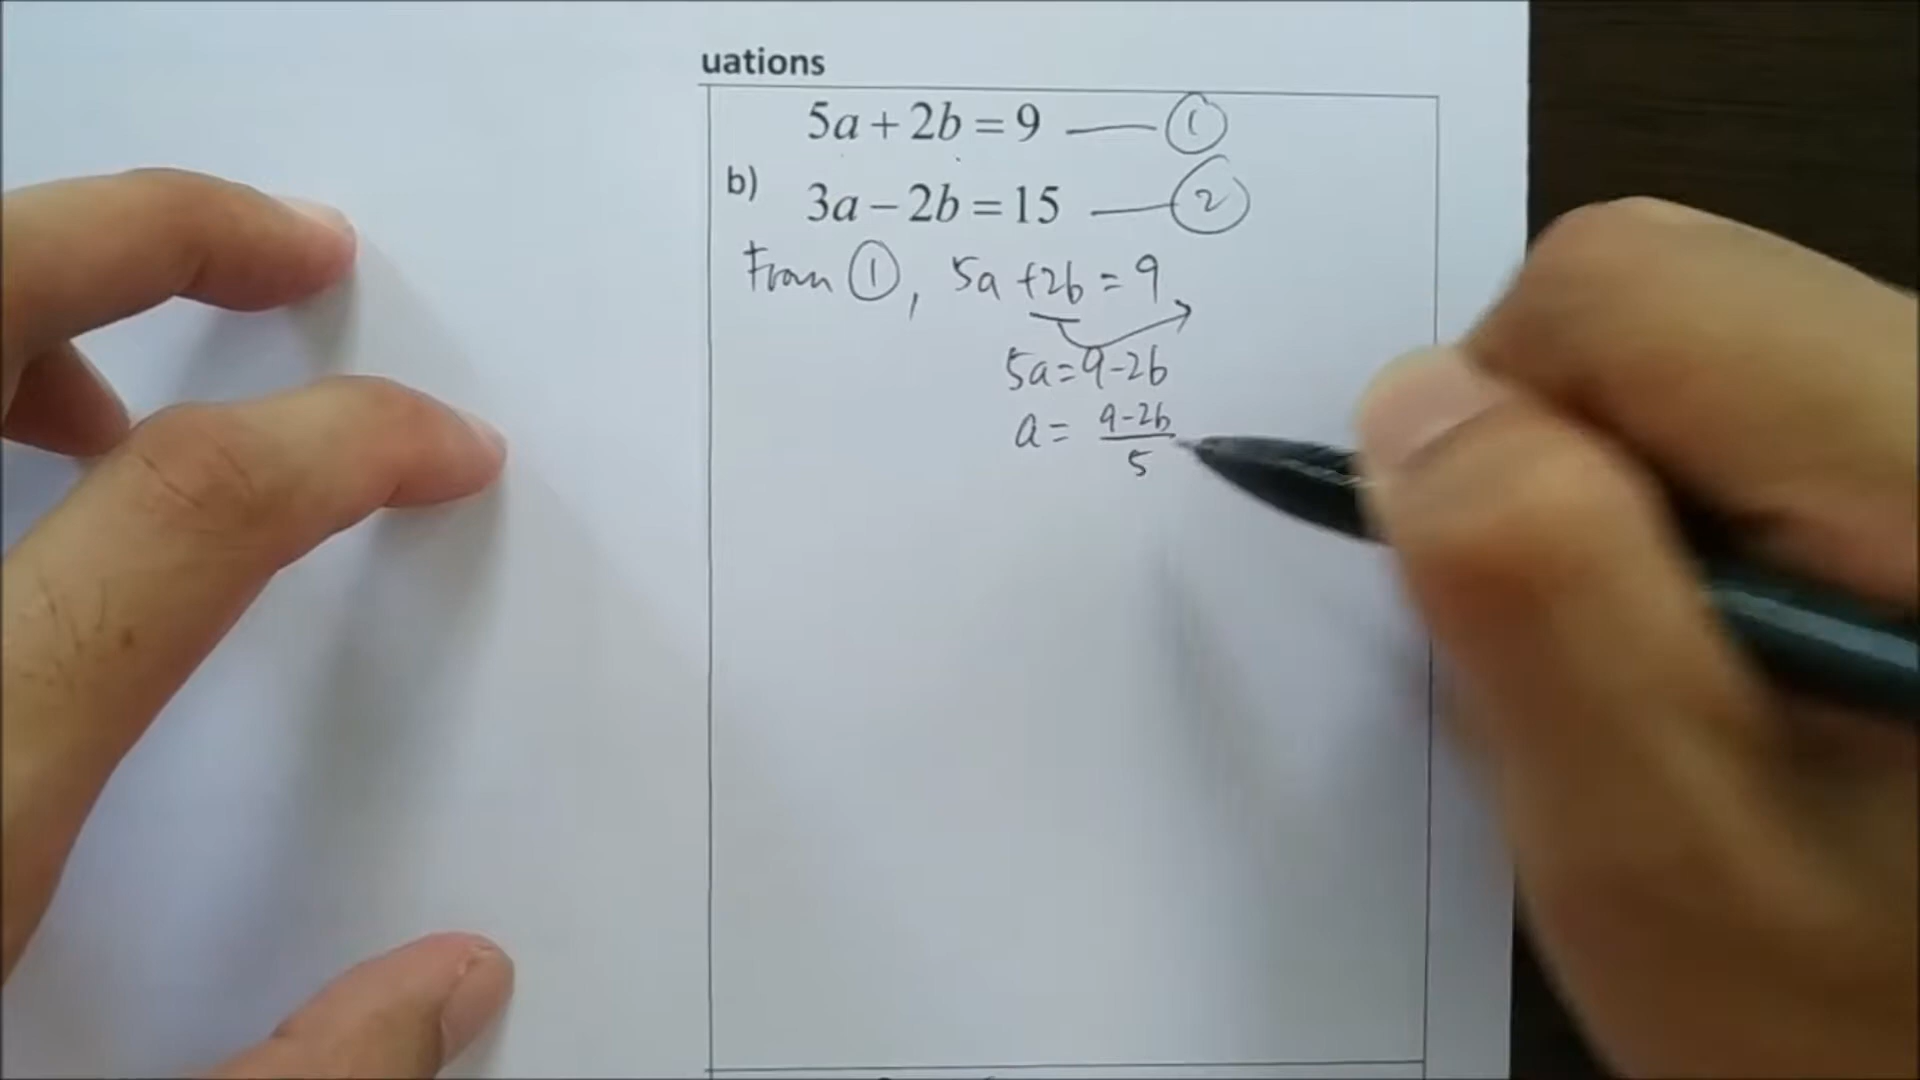 uations
5a + 2b = 9 — ①
b)
3a − 2b = 15 — ②
From ①, 5a + 2b = 9
5a = 9 - 2b
a = \frac{9-2b}{5}